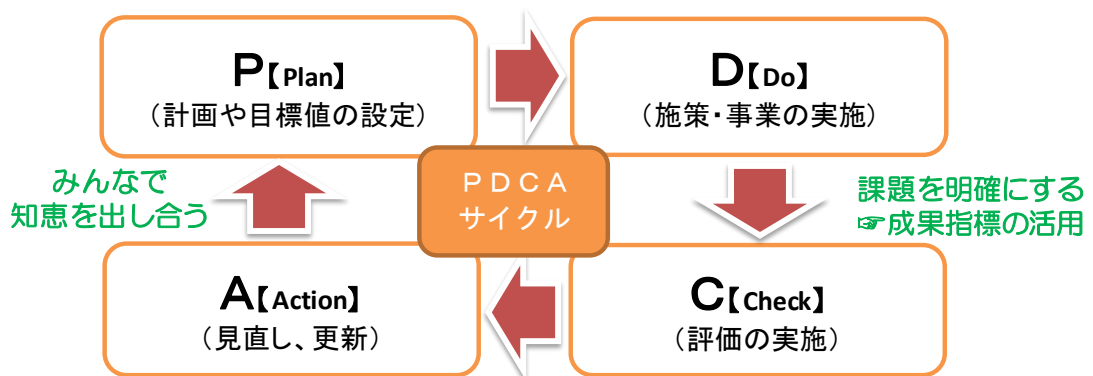 P【Plan】
（計画や目標値の設定）
D【Do】
（施策・事業の実施）
みんなで
知恵を出し合う
ＰＤＣＡ
サイクル
課題を明確にする
☞成果指標の活用
A【Action】
（見直し、更新）
C【Check】
（評価の実施）